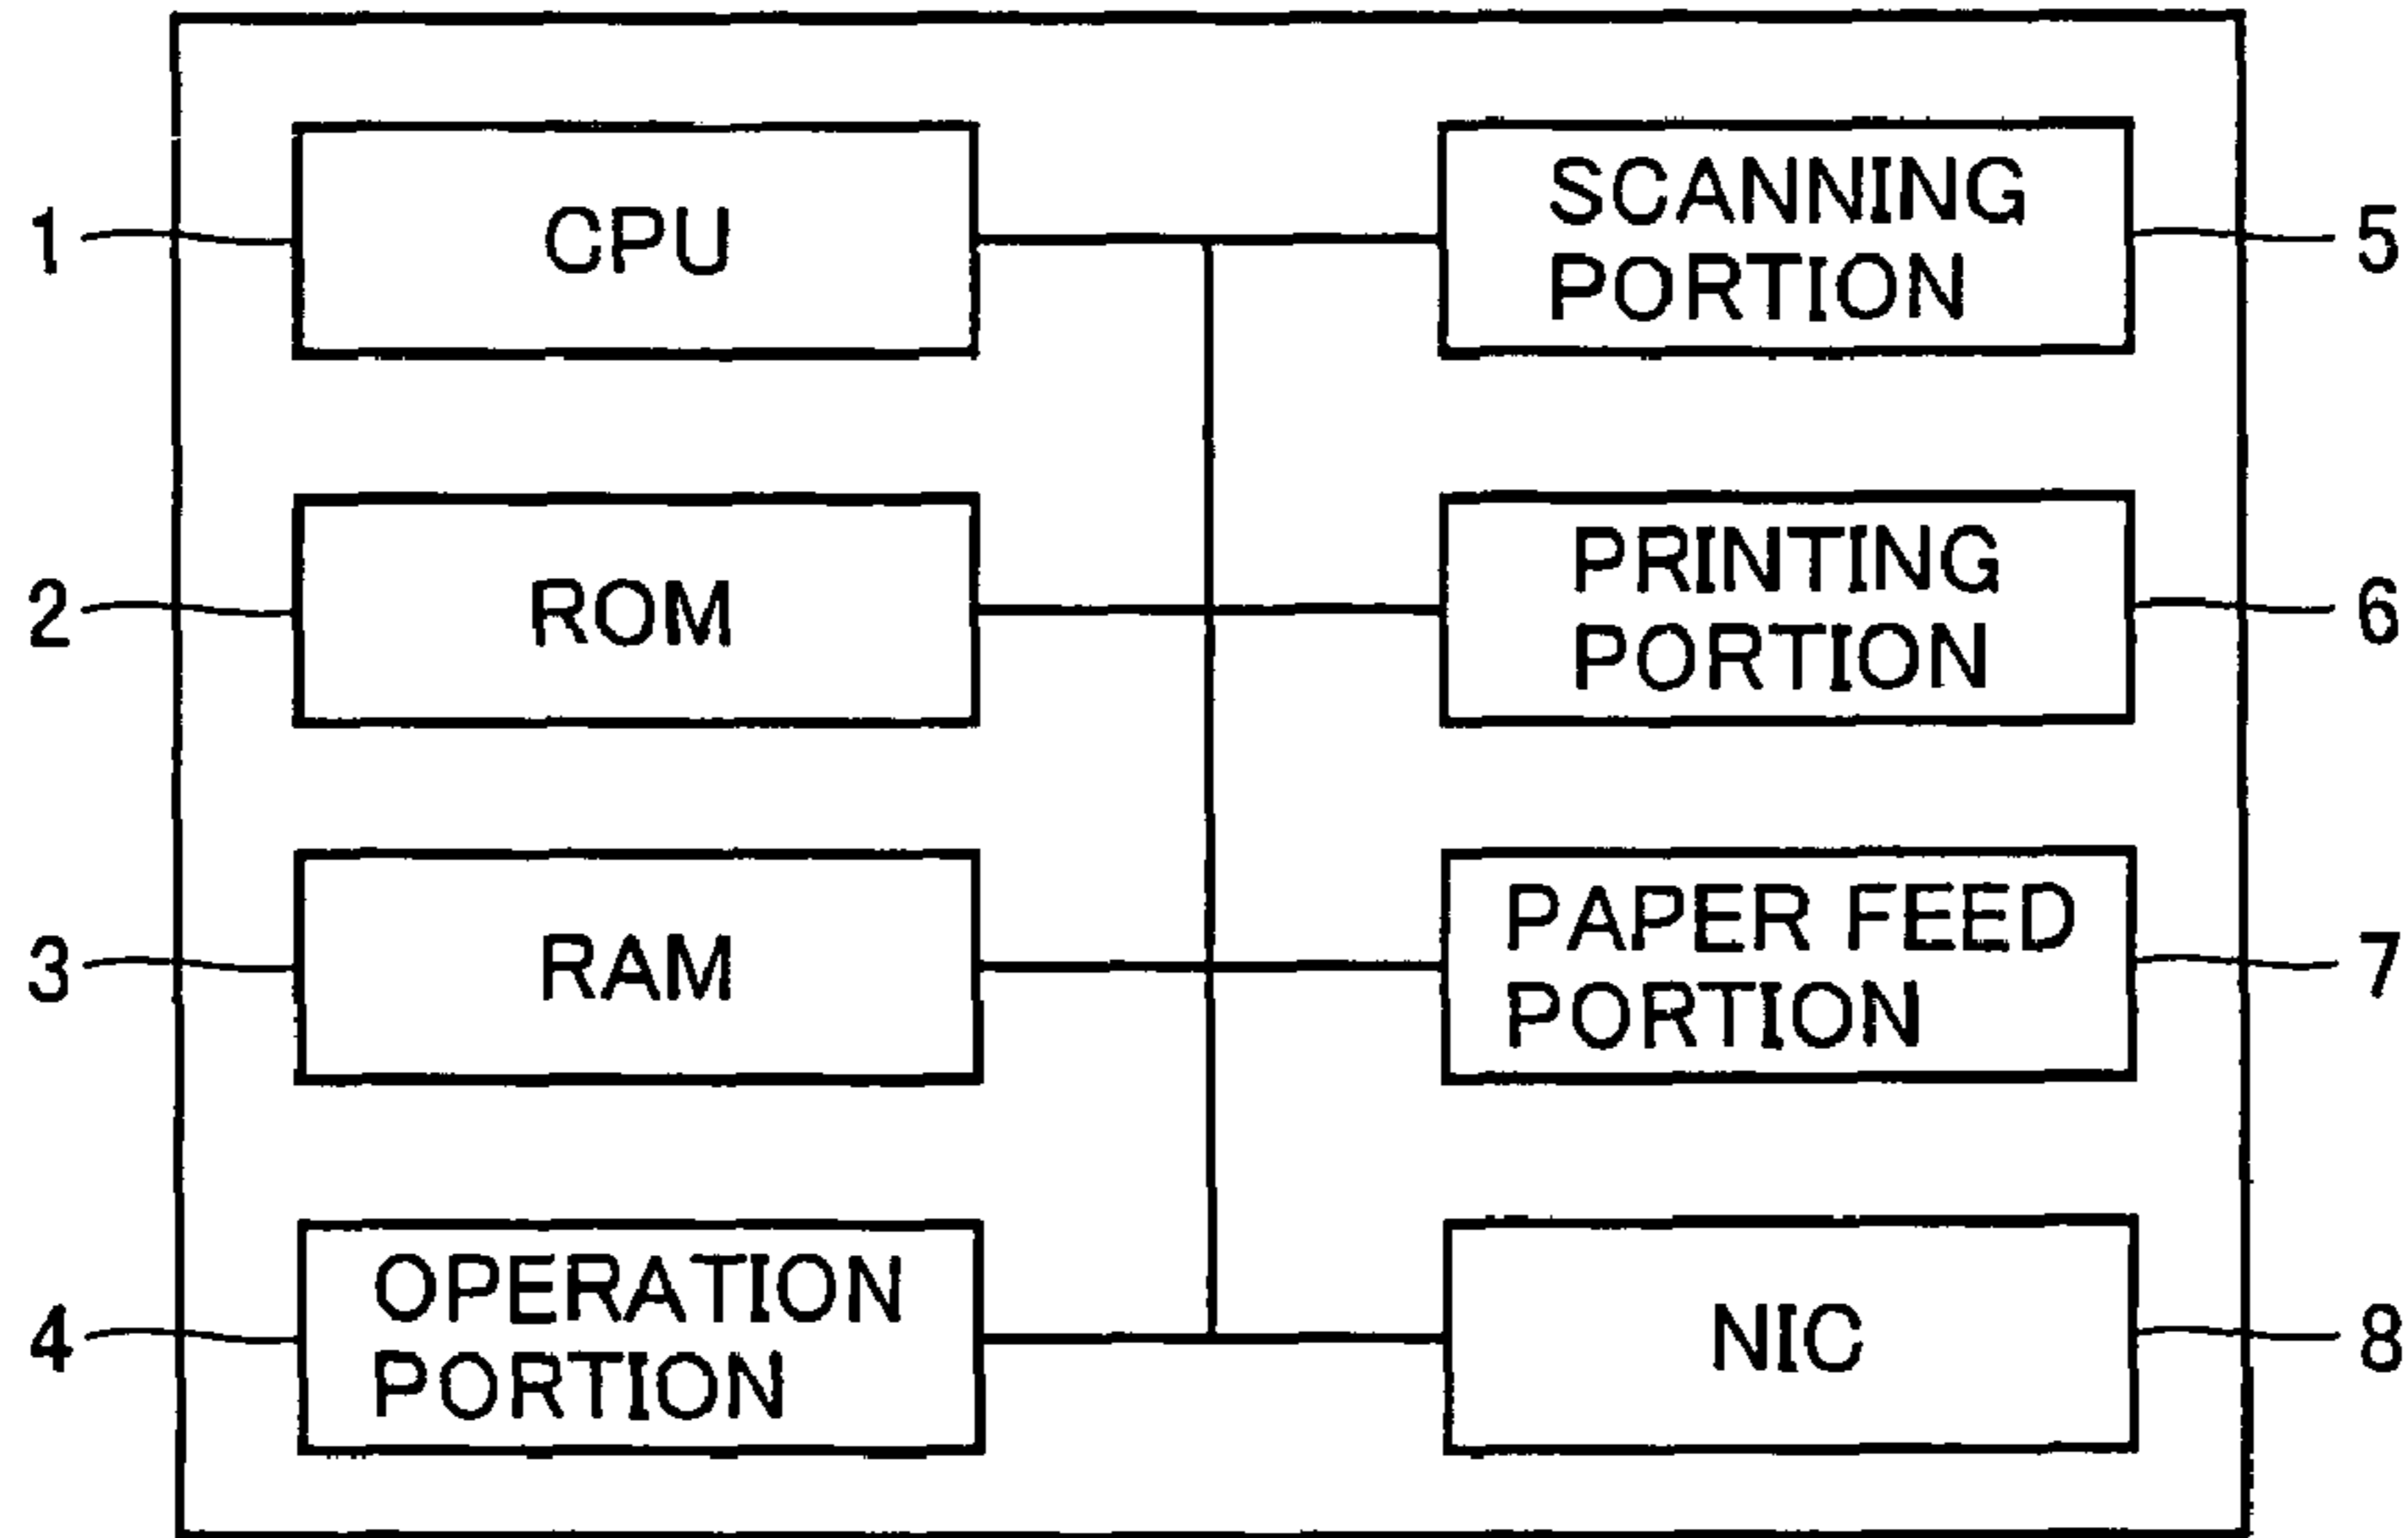 1
CPU
2
ROM
3
RAM
4
OPERATION
PORTION
SCANNING
PORTION
5
PRINTING
PORTION
6
PAPER FEED
PORTION
7
NIC
8